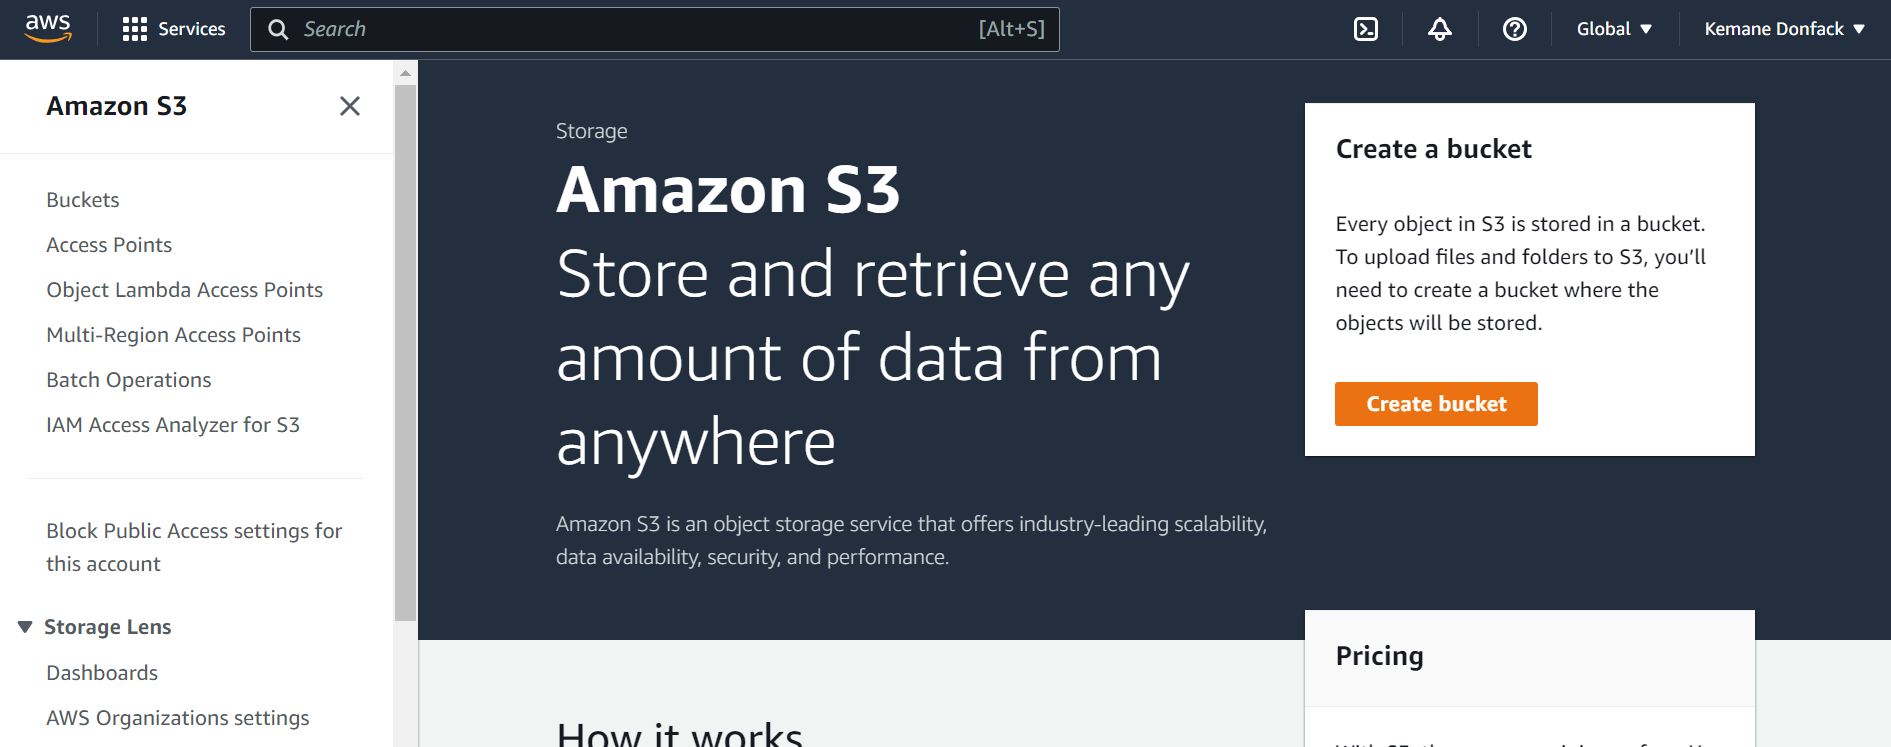 aws
Services
Search
[Alt+S]
Global
Kemane Donfack
Amazon S3
Buckets
Access Points
Object Lambda Access Points
Multi-Region Access Points
Batch Operations
IAM Access Analyzer for S3
Block Public Access settings for
this account
Storage Lens
Dashboards
AWS Organizations settings
Storage
Amazon S3
Store and retrieve any
amount of data from
anywhere
Amazon S3 is an object storage service that offers industry-leading scalability,
data availability, security, and performance.
How it works
Create a bucket
Every object in S3 is stored in a bucket.
To upload files and folders to S3, you’ll
need to create a bucket where the
objects will be stored.
Create bucket
Pricing